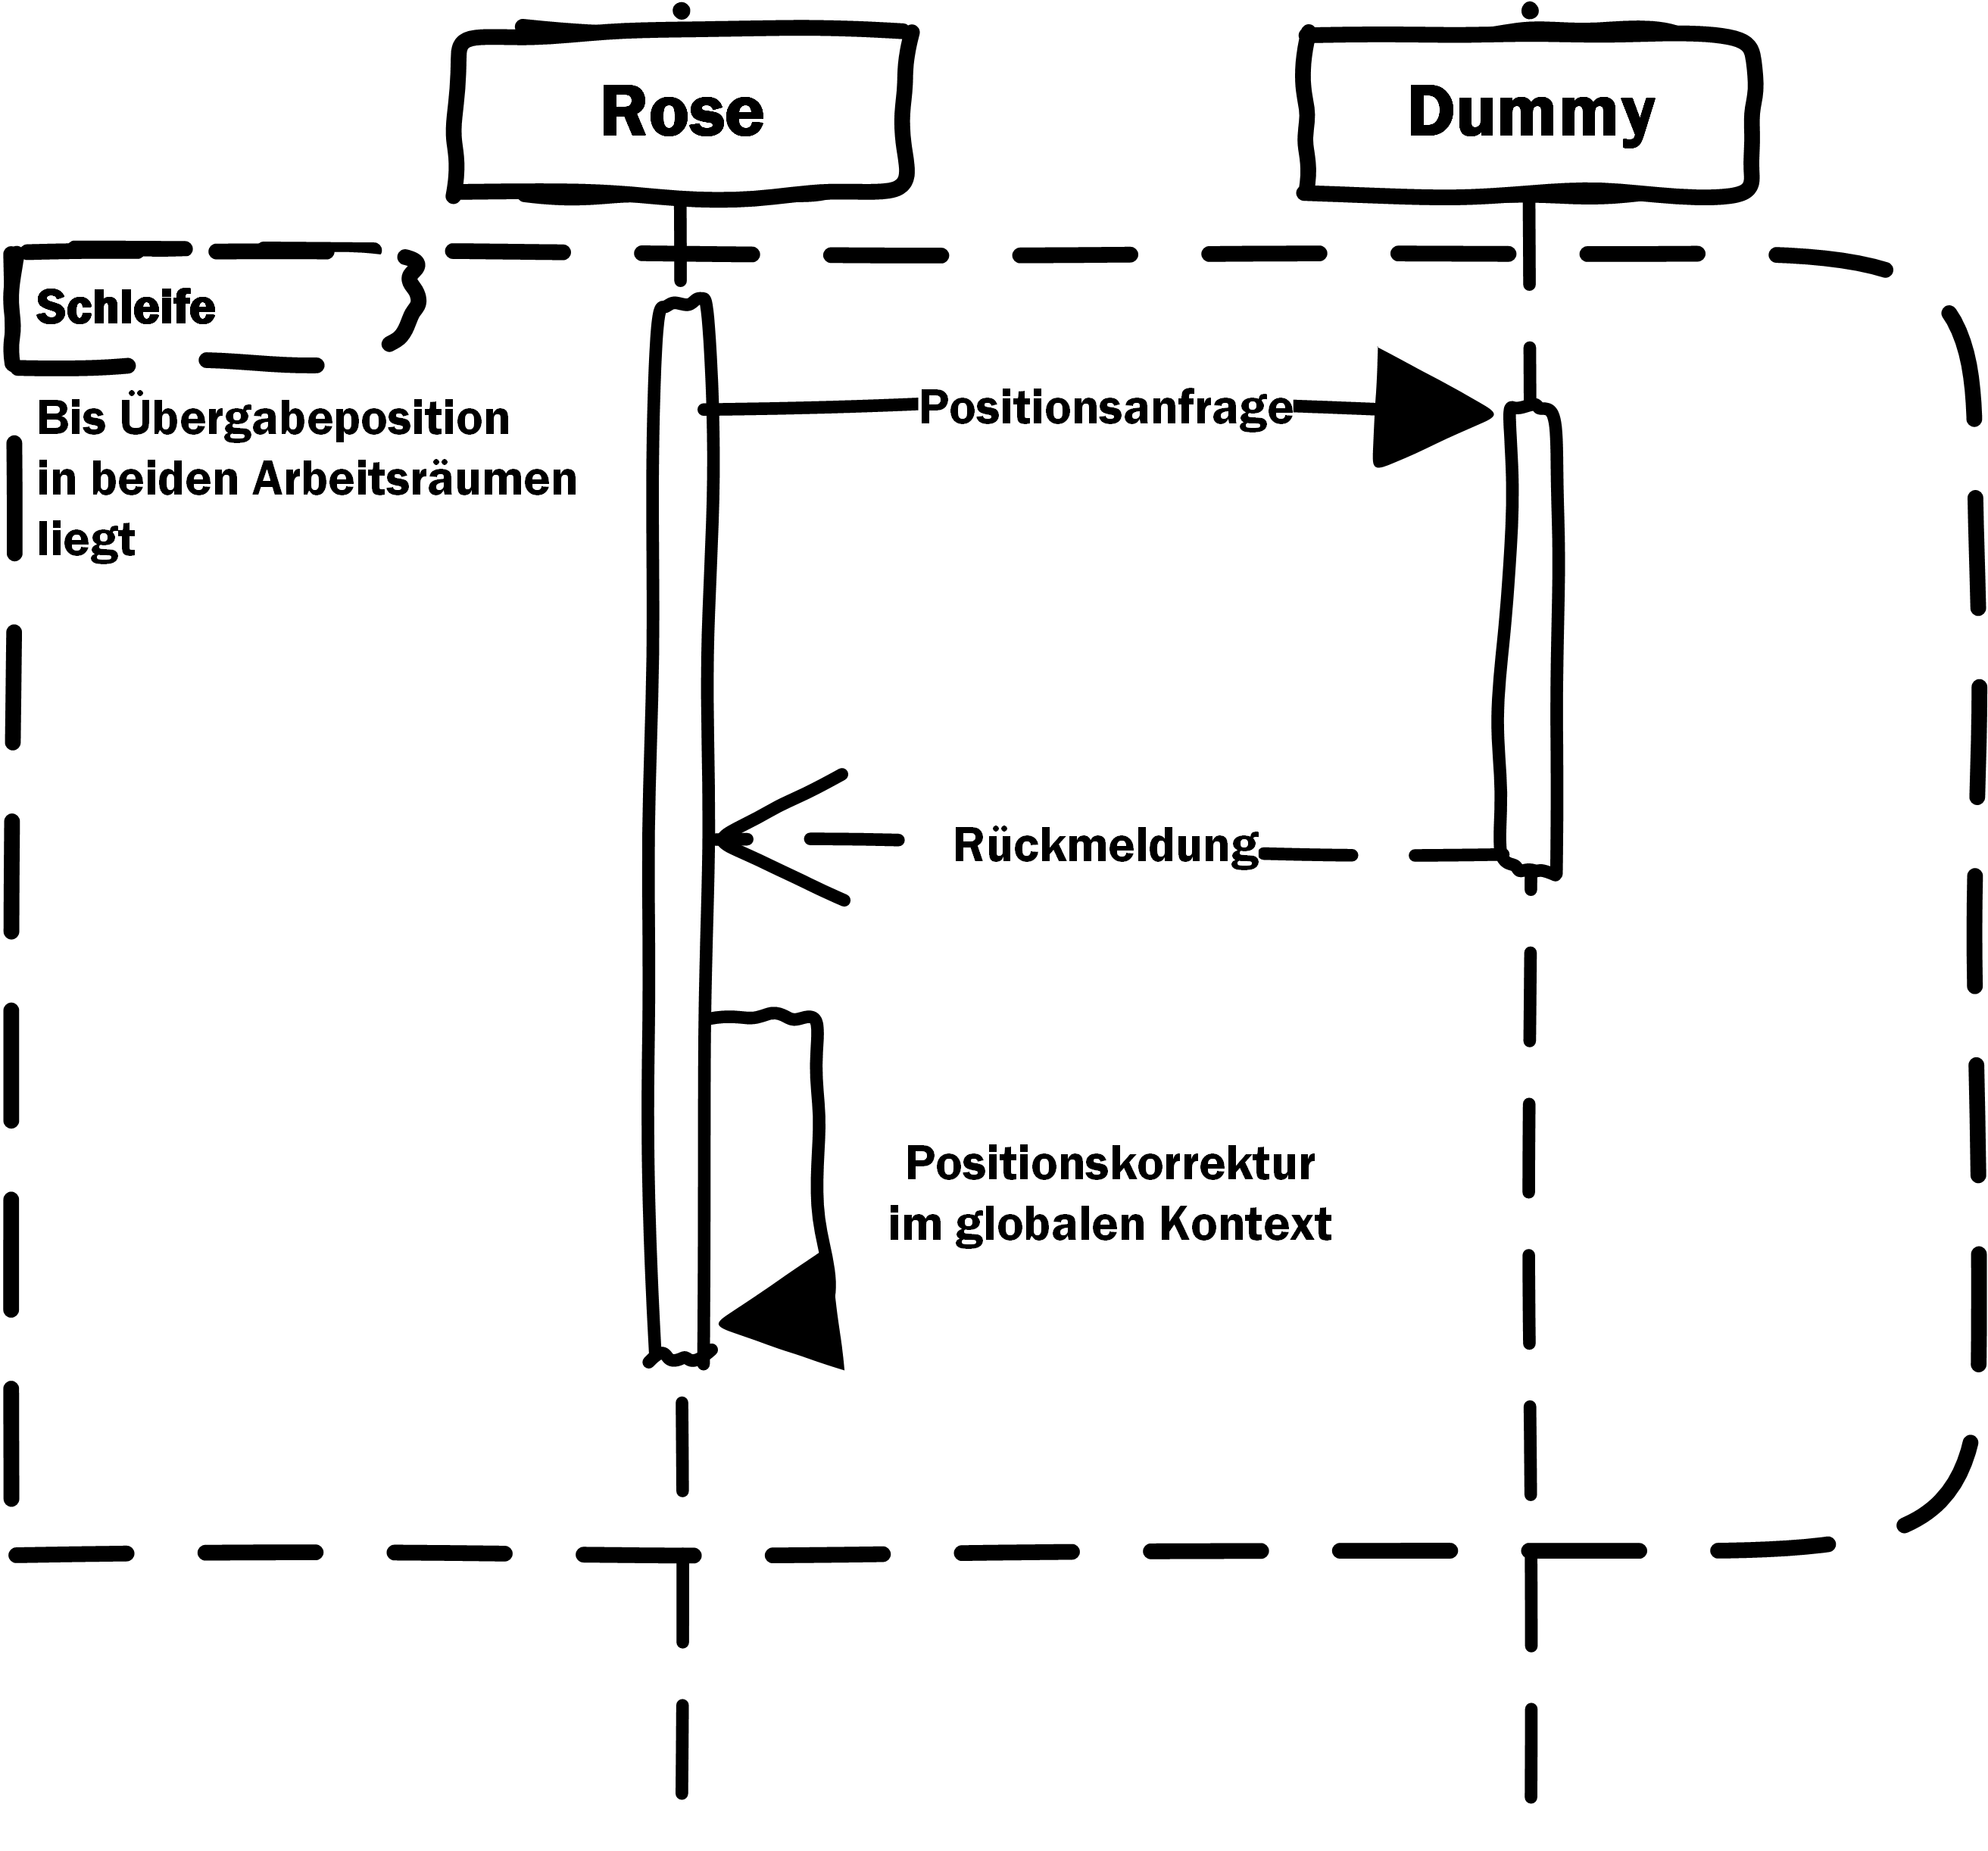 Rose
Dummy
Schleife
Bis Übergabeposition
in beiden Arbeitsräumen
liegt
Positionsanfrage
Rückmeldung
Positionskorrektur
im globalen Kontext